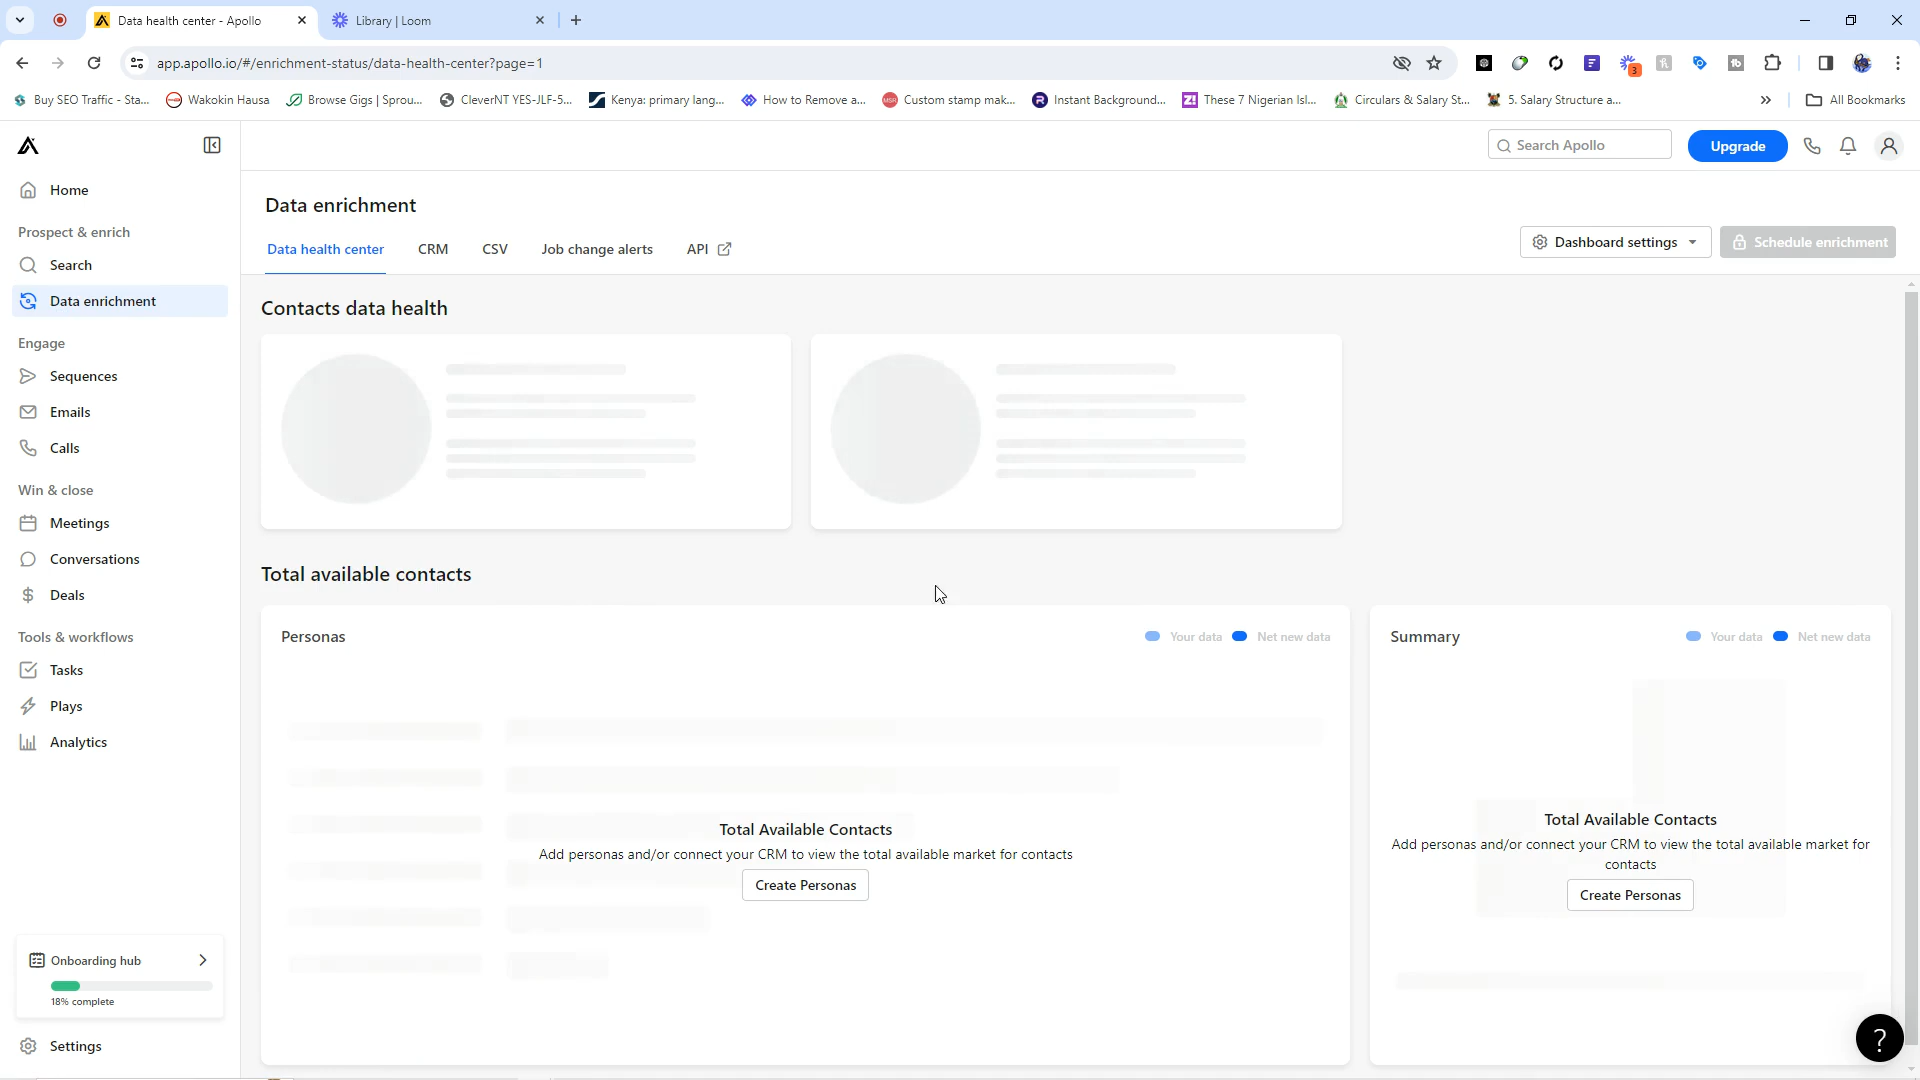 Data health center - Apollo
Library | Loom
app.apollo.io/#/enrichment-status/data-health-center?page=1
3
Buy SEO Traffic - Sta...
Wakokin Hausa
Browse Gigs | Sprou...
CleverNT YES-JLF-5...
Kenya: primary lang...
How to Remove a...
MSR
Custom stamp mak...
Instant Background...
Z!
These 7 Nigerian Isl...
Circulars & Salary St...
5. Salary Structure a...
All Bookmarks
Search Apollo
Upgrade
Home
Prospect & enrich
Search
Data enrichment
Engage
Sequences
Emails
Calls
Win & close
Meetings
Conversations
Deals
Tools & workflows
Tasks
Plays
Analytics
Onboarding hub
18% complete
Settings
Data enrichment
Data health center
CRM
CSV
Job change alerts
API
Dashboard settings
Schedule enrichment
Contacts data health
Total available contacts
Personas
Your data
Net new data
Total Available Contacts
Add personas and/or connect your CRM to view the total available market for contacts
Create Personas
Summary
Your data
Net new data
Total Available Contacts
Add personas and/or connect your CRM to view the total available market for
contacts
Create Personas
?